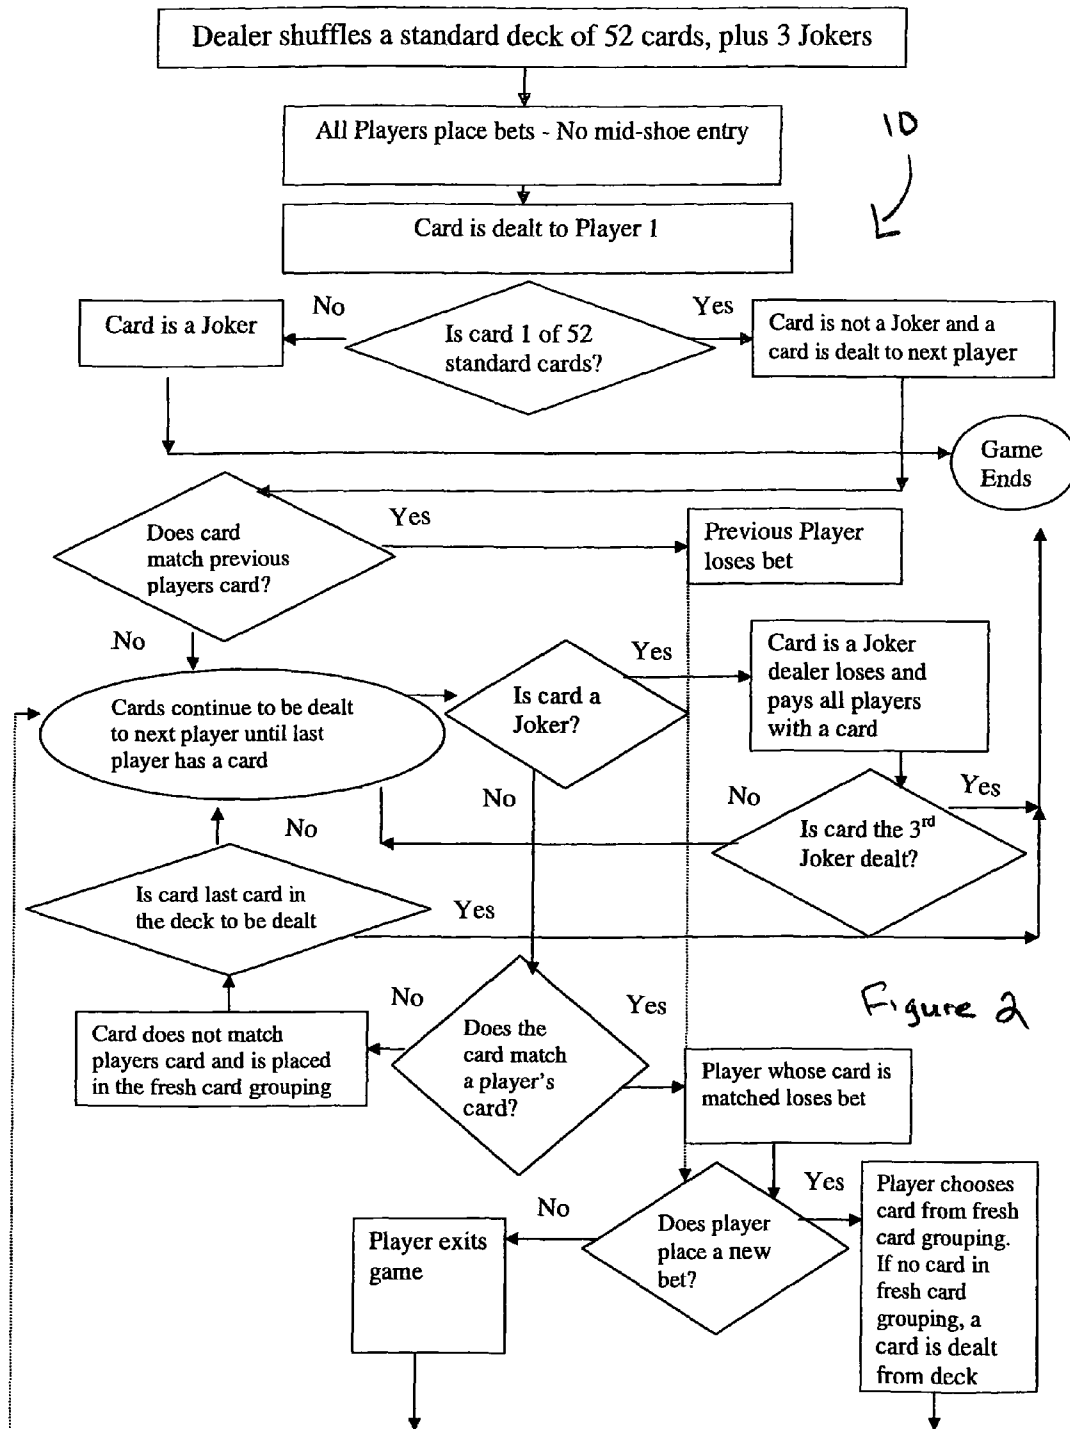 Dealer shuffles a standard deck of 52 cards, plus 3 Jokers
All Players place bets - No mid-shoe entry
10
Card is dealt to Player 1
No
Yes
Card is a Joker
Is card 1 of 52
standard cards?
Card is not a Joker and a
card is dealt to next player
Game
Ends
Does card
match previous
players card?
Yes
Previous Player
loses bet
No
Cards continue to be dealt
to next player until last
player has a card
Is card a
Joker?
Yes
Card is a Joker
dealer loses and
pays all players
with a card
No
No
Yes
Is card the 3rd
Joker dealt?
No
Is card last card in
the deck to be dealt
Yes
Figure 2
No
Yes
Card does not match
players card and is placed
in the fresh card grouping
Does the
card match
a player's
card?
Player whose card is
matched loses bet
No
Yes
Player exits
game
Does player
place a new
bet?
Player chooses
card from fresh
card grouping.
If no card in
fresh card
grouping, a
card is dealt
from deck